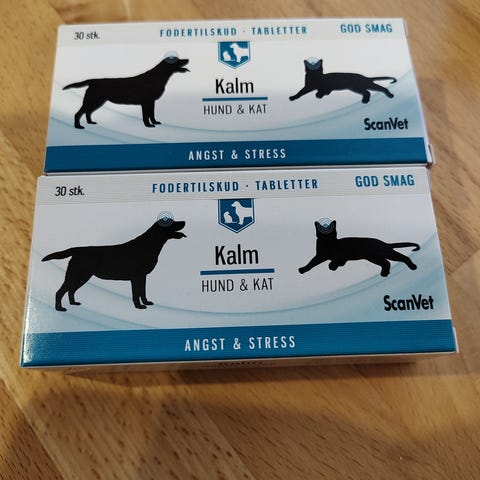 30 stk.
FODERTILSKUD · TABLETTER
GOD SMAG
Kalm
HUND & KAT
ScanVet
ANGST & STRESS
30 stk.
FODERTILSKUD · TABLETTER
GOD SMAG
Kalm
HUND & KAT
ScanVet
ANGST & STRESS
Kalm